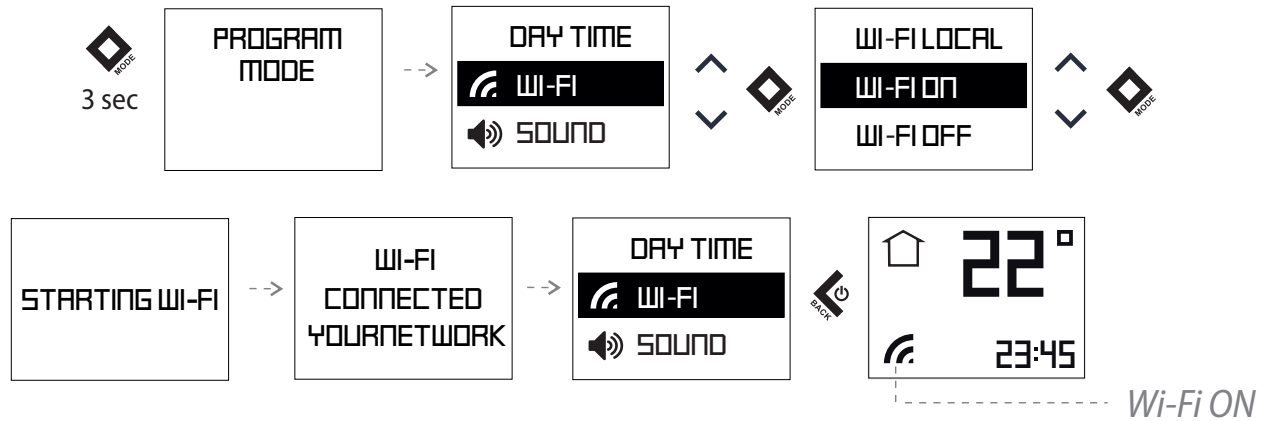 MODE
3 sec
PROGRAM
MODE
DAY TIME
WI-FI
SOUND
MODE
WI-FI LOCAL
WI-FI ON
WI-FI OFF
MODE
STARTING WI-FI
WI-FI
CONNECTED
YOURNETWORK
DAY TIME
WI-FI
SOUND
BACK
22°
23:45
Wi-Fi ON